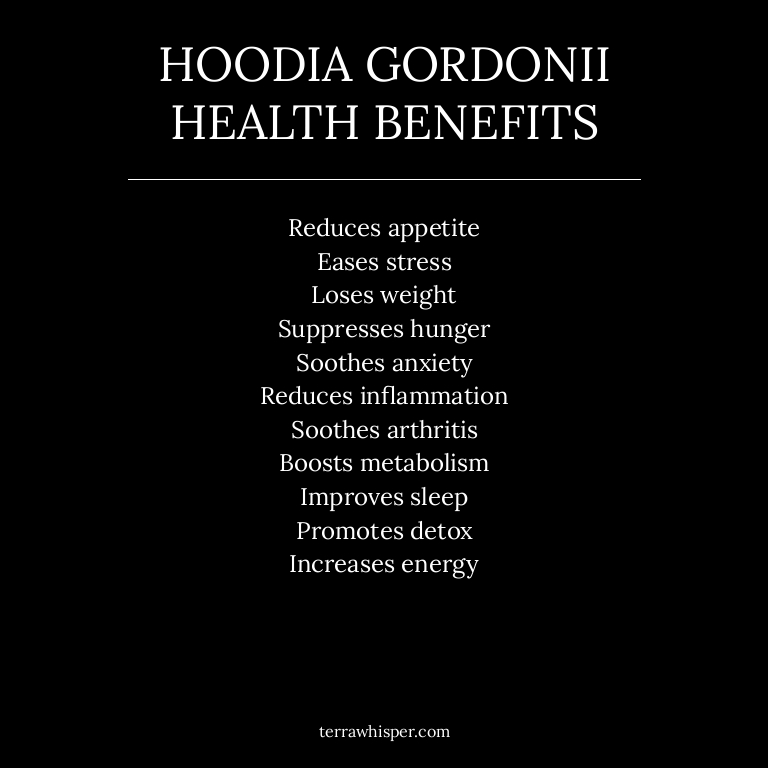 HOODIA GORDONII
HEALTH BENEFITS
Reduces appetite
Eases stress
Loses weight
Suppresses hunger
Soothes anxiety
Reduces inflammation
Soothes arthritis
Boosts metabolism
Improves sleep
Promotes detox
Increases energy
terrawhisper.com